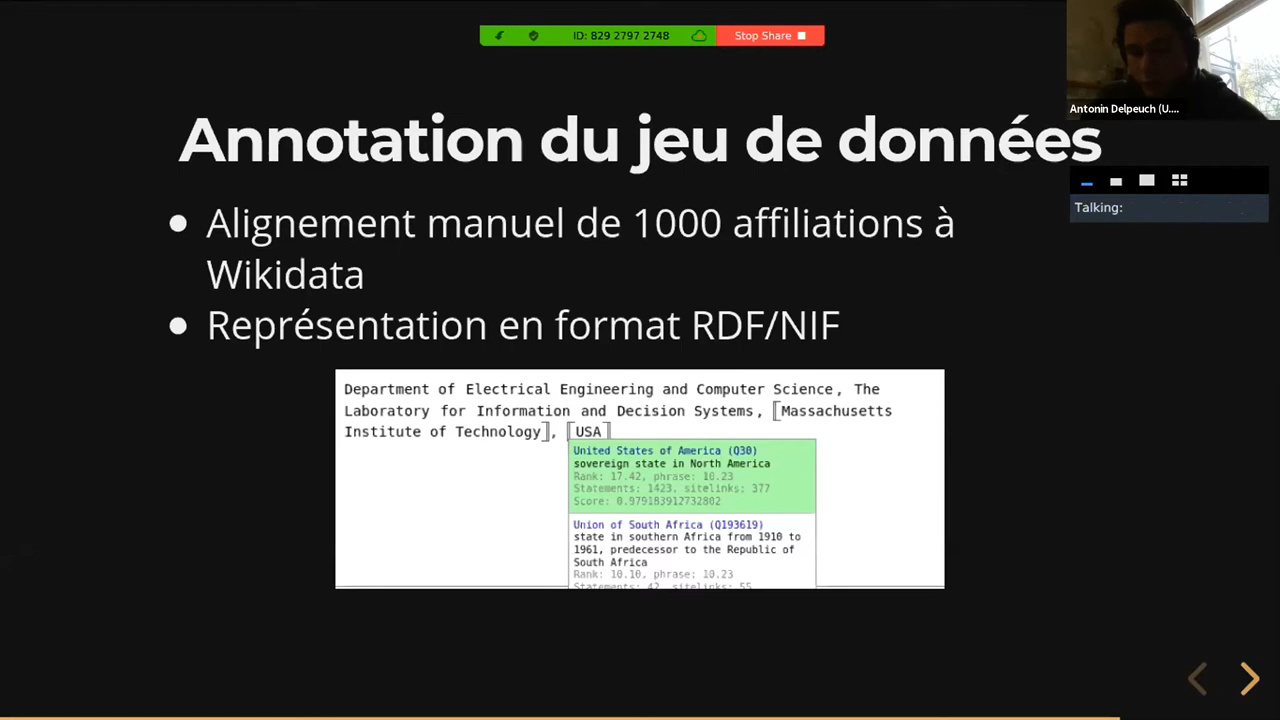 ID: 829 2797 2748
Stop Share
Antonin Delpeuch (U....
Talking:
Annotation du jeu de données
Alignement manuel de 1000 affiliations à
Wikidata
Représentation en format RDF/NIF
Department of Electrical Engineering and Computer Science, The
Laboratory for Information and Decision Systems, [Massachusetts
Institute of Technology], [USA]
United States of America (Q30)
sovereign state in North America
Rank: 17.42, phrase: 10.23
Statements: 1423, sitelinks: 377
Score: 0.979183912732802
Union of South Africa (Q193619)
state in southern Africa from 1910 to
1961, predecessor to the Republic of
South Africa
Rank: 10.10, phrase: 10.23
Statements: 42, sitelinks: 55